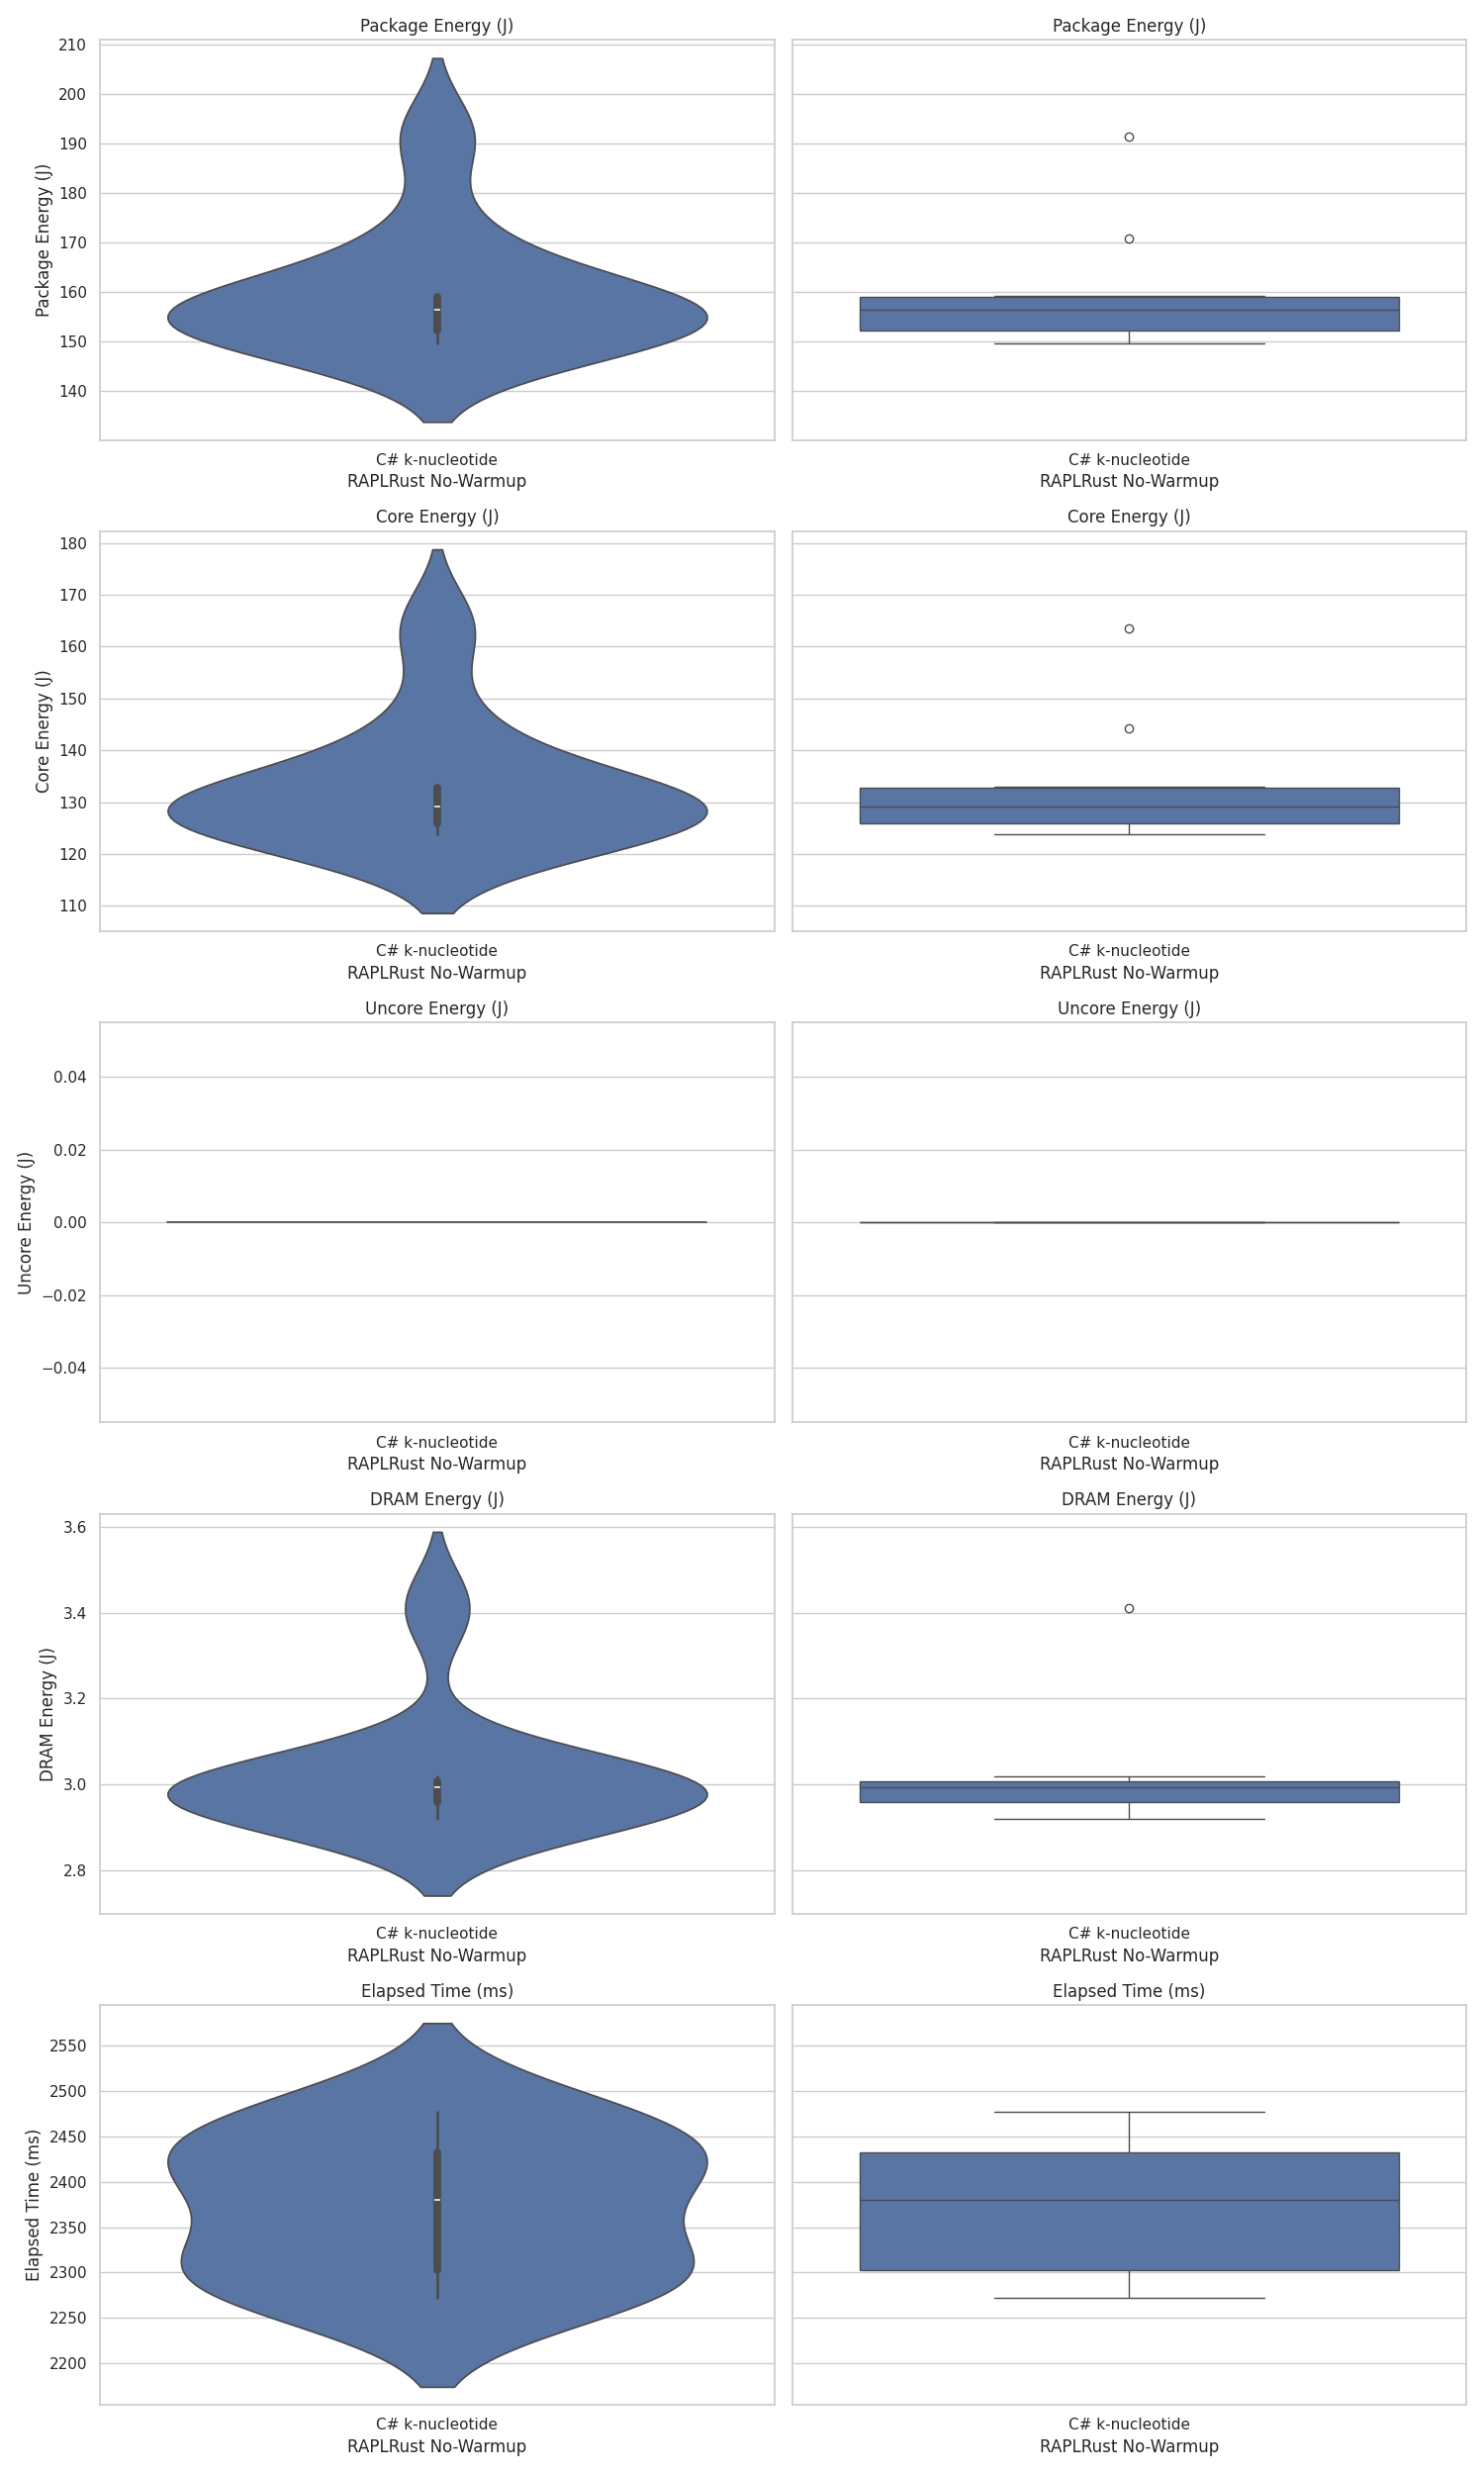 Package Energy (J)
Package Energy (J)
Package Energy (J)
210
200
190
180
170
160
150
140
C# k-nucleotide
RAPLRust No-Warmup
C# k-nucleotide
RAPLRust No-Warmup
Core Energy (J)
Core Energy (J)
Core Energy (J)
180
170
160
150
140
130
120
110
C# k-nucleotide
RAPLRust No-Warmup
C# k-nucleotide
RAPLRust No-Warmup
Uncore Energy (J)
Uncore Energy (J)
Uncore Energy (J)
0.04
0.02
0.00
−0.02
−0.04
C# k-nucleotide
RAPLRust No-Warmup
C# k-nucleotide
RAPLRust No-Warmup
DRAM Energy (J)
DRAM Energy (J)
DRAM Energy (J)
3.6
3.4
3.2
3.0
2.8
C# k-nucleotide
RAPLRust No-Warmup
C# k-nucleotide
RAPLRust No-Warmup
Elapsed Time (ms)
Elapsed Time (ms)
Elapsed Time (ms)
2550
2500
2450
2400
2350
2300
2250
2200
C# k-nucleotide
RAPLRust No-Warmup
C# k-nucleotide
RAPLRust No-Warmup